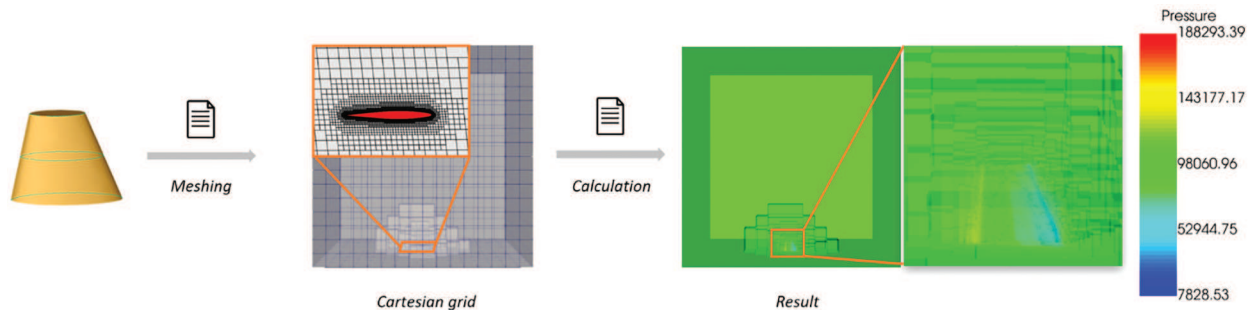 Meshing
Cartesian grid
Calculation
Result
Pressure
188293.39
143177.17
98060.96
52944.75
7828.53